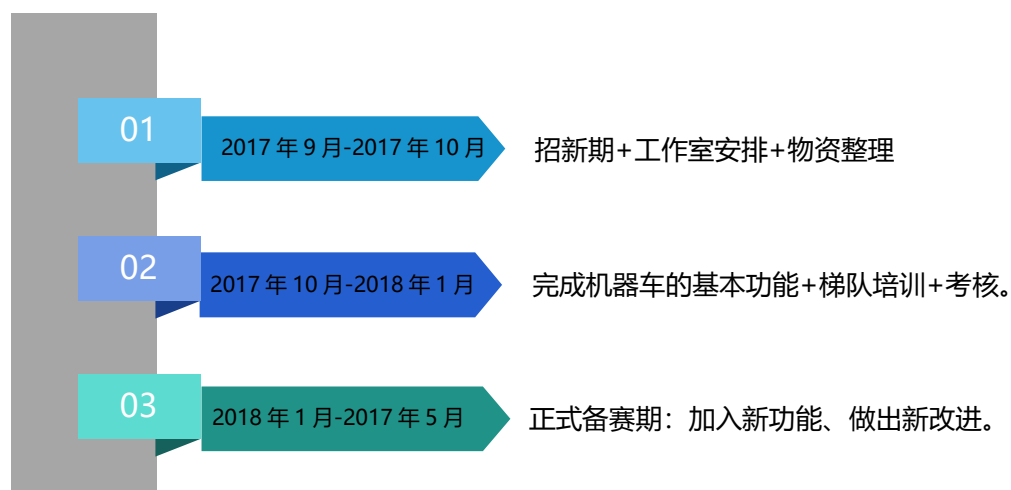 01
2017 年 9 月-2017 年 10 月
招新期+工作室安排+物资整理
02
2017 年 10 月-2018 年 1 月
完成机器车的基本功能+梯队培训+考核。
03
2018 年 1 月-2017 年 5 月
正式备赛期：加入新功能、做出新改进。